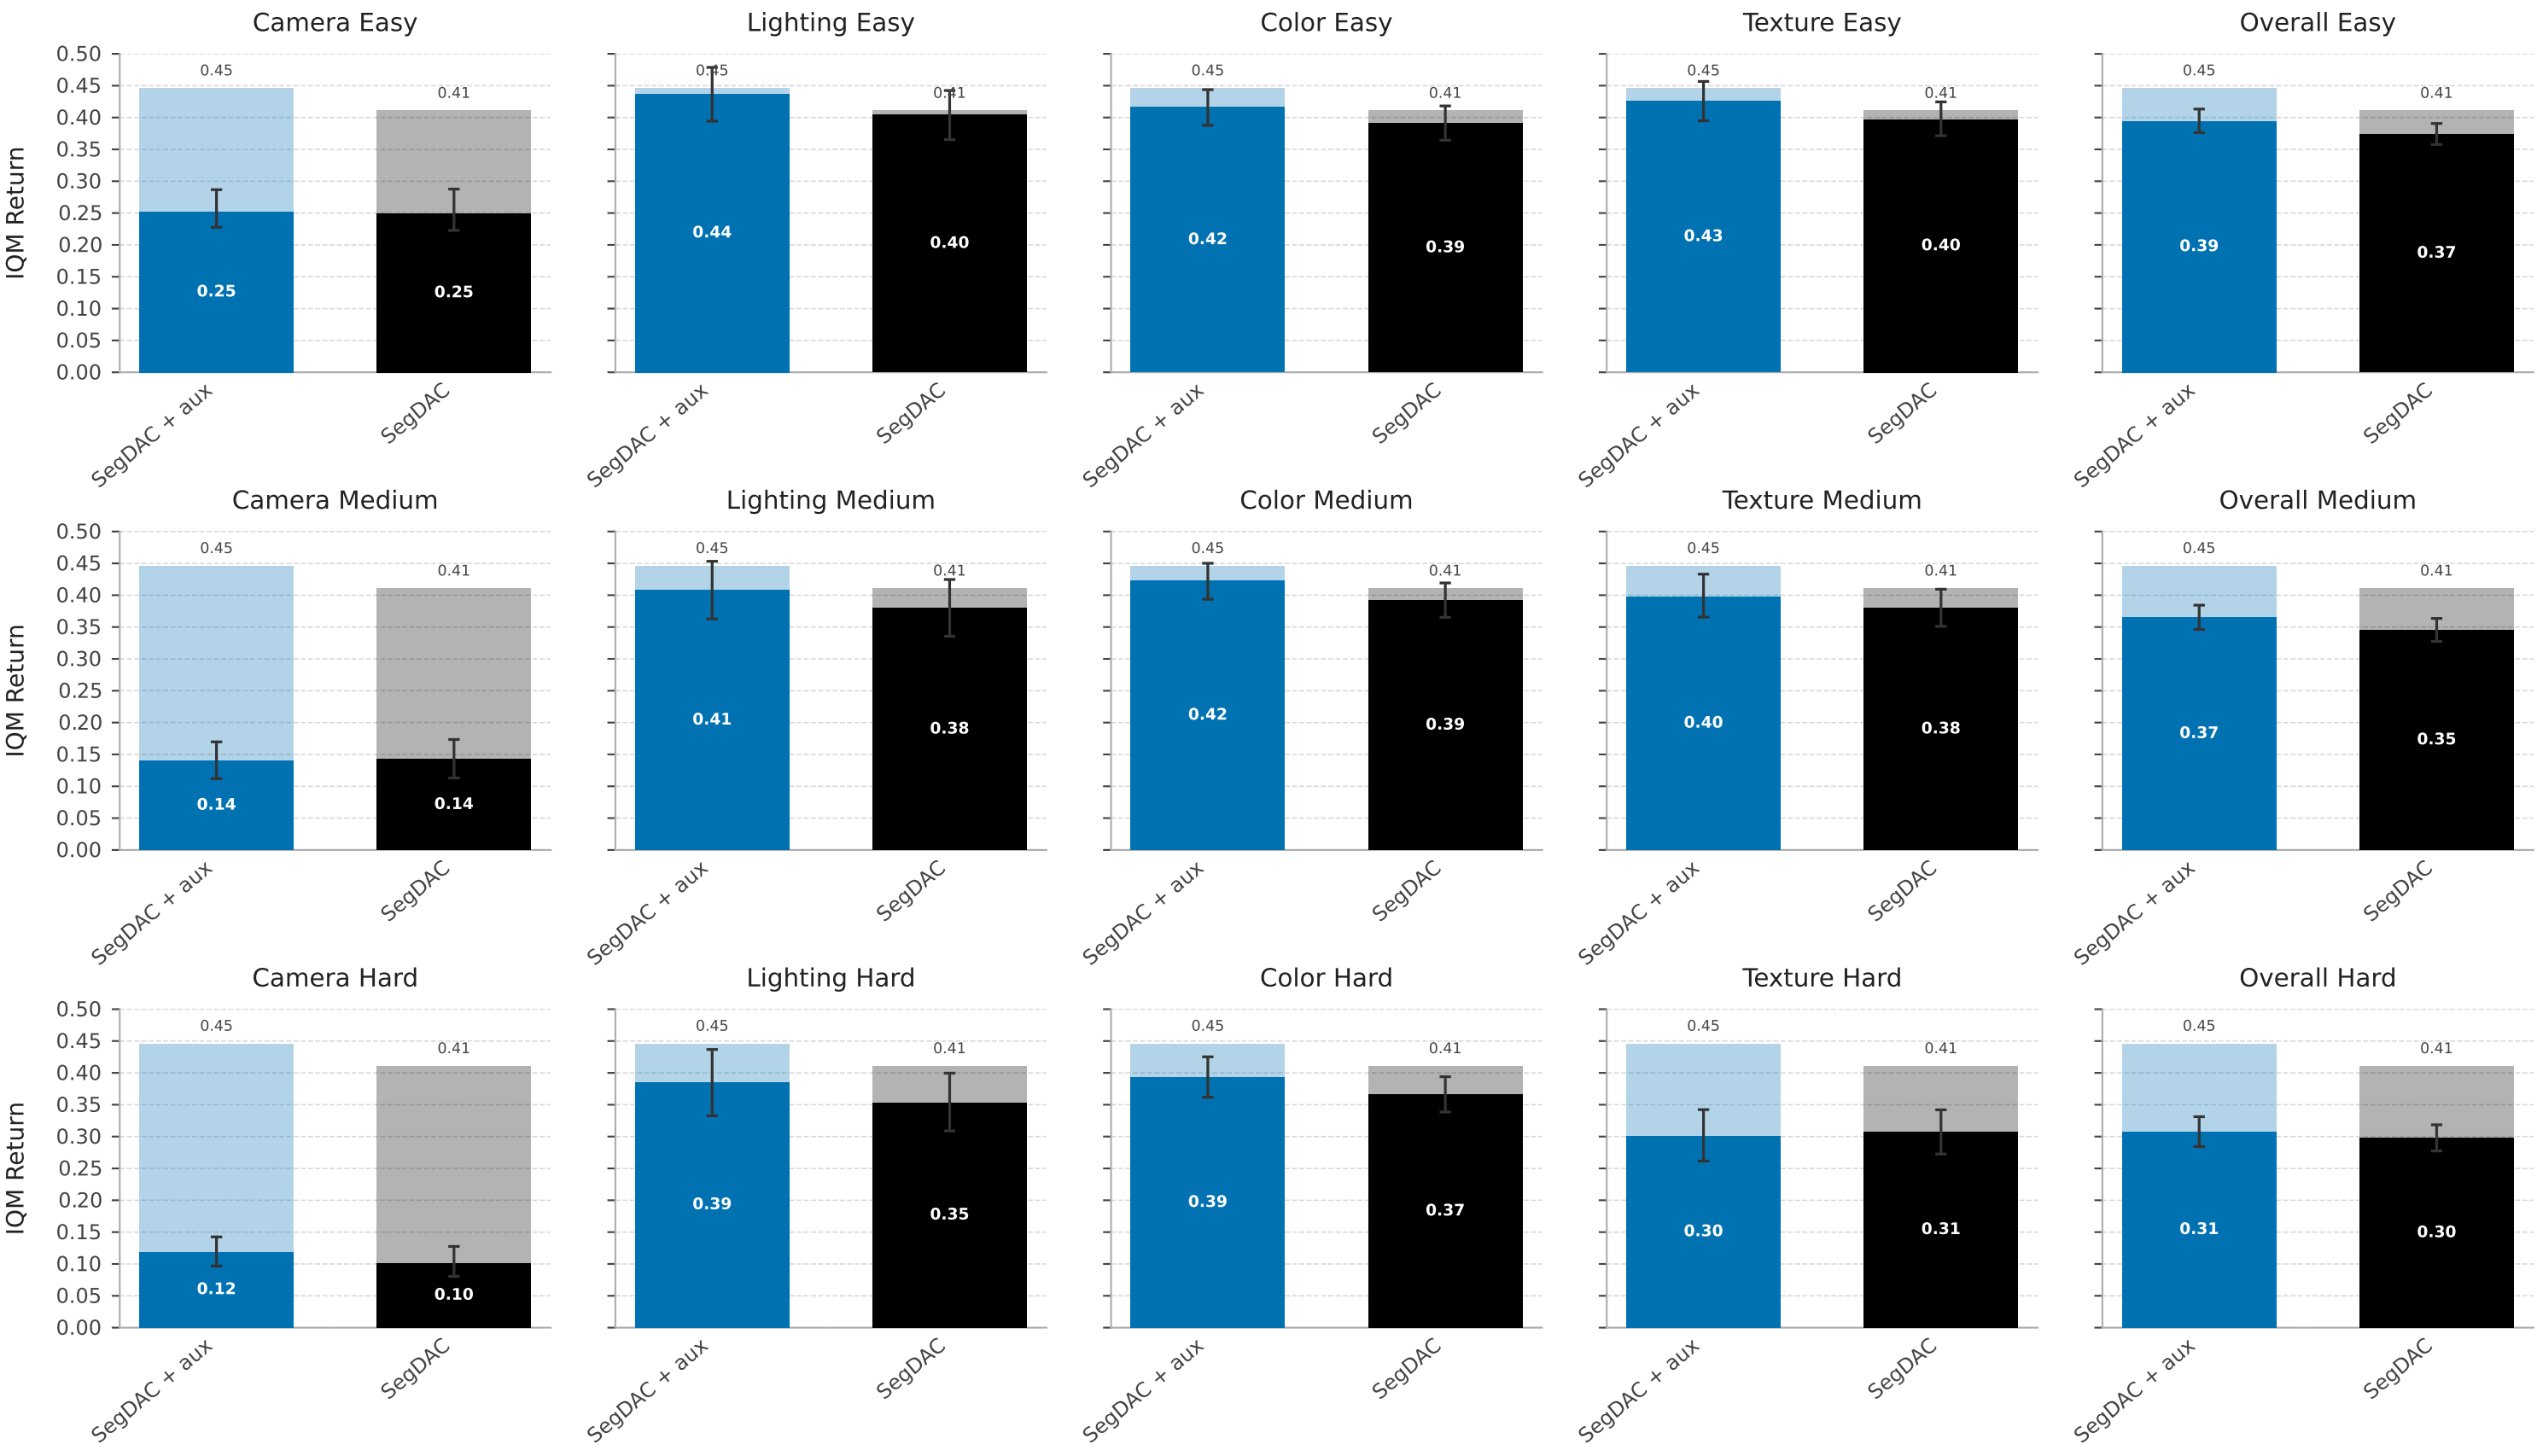 Camera Easy
Lighting Easy
Color Easy
Texture Easy
Overall Easy
IQM Return
0.50
0.45
0.40
0.35
0.30
0.25
0.20
0.15
0.10
0.05
0.00
0.45
0.41
0.25
0.25
SegDAC + aux
SegDAC
0.45
0.41
0.44
0.40
SegDAC + aux
SegDAC
0.45
0.41
0.42
0.39
SegDAC + aux
SegDAC
0.45
0.41
0.43
0.40
SegDAC + aux
SegDAC
0.45
0.41
0.39
0.37
SegDAC + aux
SegDAC
Camera Medium
Lighting Medium
Color Medium
Texture Medium
Overall Medium
IQM Return
0.50
0.45
0.40
0.35
0.30
0.25
0.20
0.15
0.10
0.05
0.00
0.45
0.41
0.14
0.14
SegDAC + aux
SegDAC
0.45
0.41
0.41
0.38
SegDAC + aux
SegDAC
0.45
0.41
0.42
0.39
SegDAC + aux
SegDAC
0.45
0.41
0.40
0.38
SegDAC + aux
SegDAC
0.45
0.41
0.37
0.35
SegDAC + aux
SegDAC
Camera Hard
Lighting Hard
Color Hard
Texture Hard
Overall Hard
IQM Return
0.50
0.45
0.40
0.35
0.30
0.25
0.20
0.15
0.10
0.05
0.00
0.45
0.41
0.12
0.10
SegDAC + aux
SegDAC
0.45
0.41
0.39
0.35
SegDAC + aux
SegDAC
0.45
0.41
0.39
0.37
SegDAC + aux
SegDAC
0.45
0.41
0.30
0.31
SegDAC + aux
SegDAC
0.45
0.41
0.31
0.30
SegDAC + aux
SegDAC